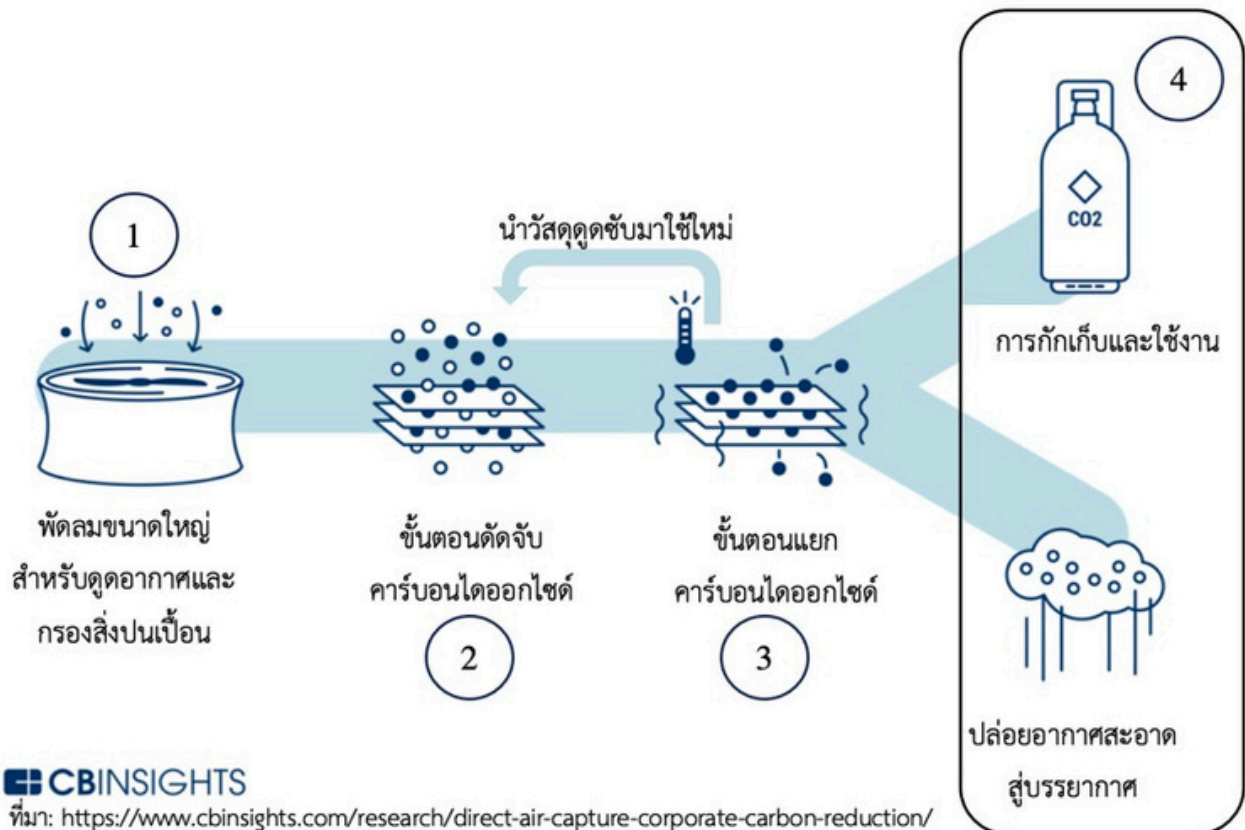 1
พัดลมขนาดใหญ่
สำหรับดูดอากาศและ
กรองสิ่งปนเปื้อน
นำวัสดุดูดซับมาใช้ใหม่
ขั้นตอนดัดจับ
คาร์บอนไดออกไซด์
2
ขั้นตอนแยก
คาร์บอนไดออกไซด์
3
4
CO2
การกักเก็บและใช้งาน
ปล่อยอากาศสะอาด
สู่บรรยากาศ
CBINSIGHTS
ที่มา: https://www.cbinsights.com/research/direct-air-capture-corporate-carbon-reduction/